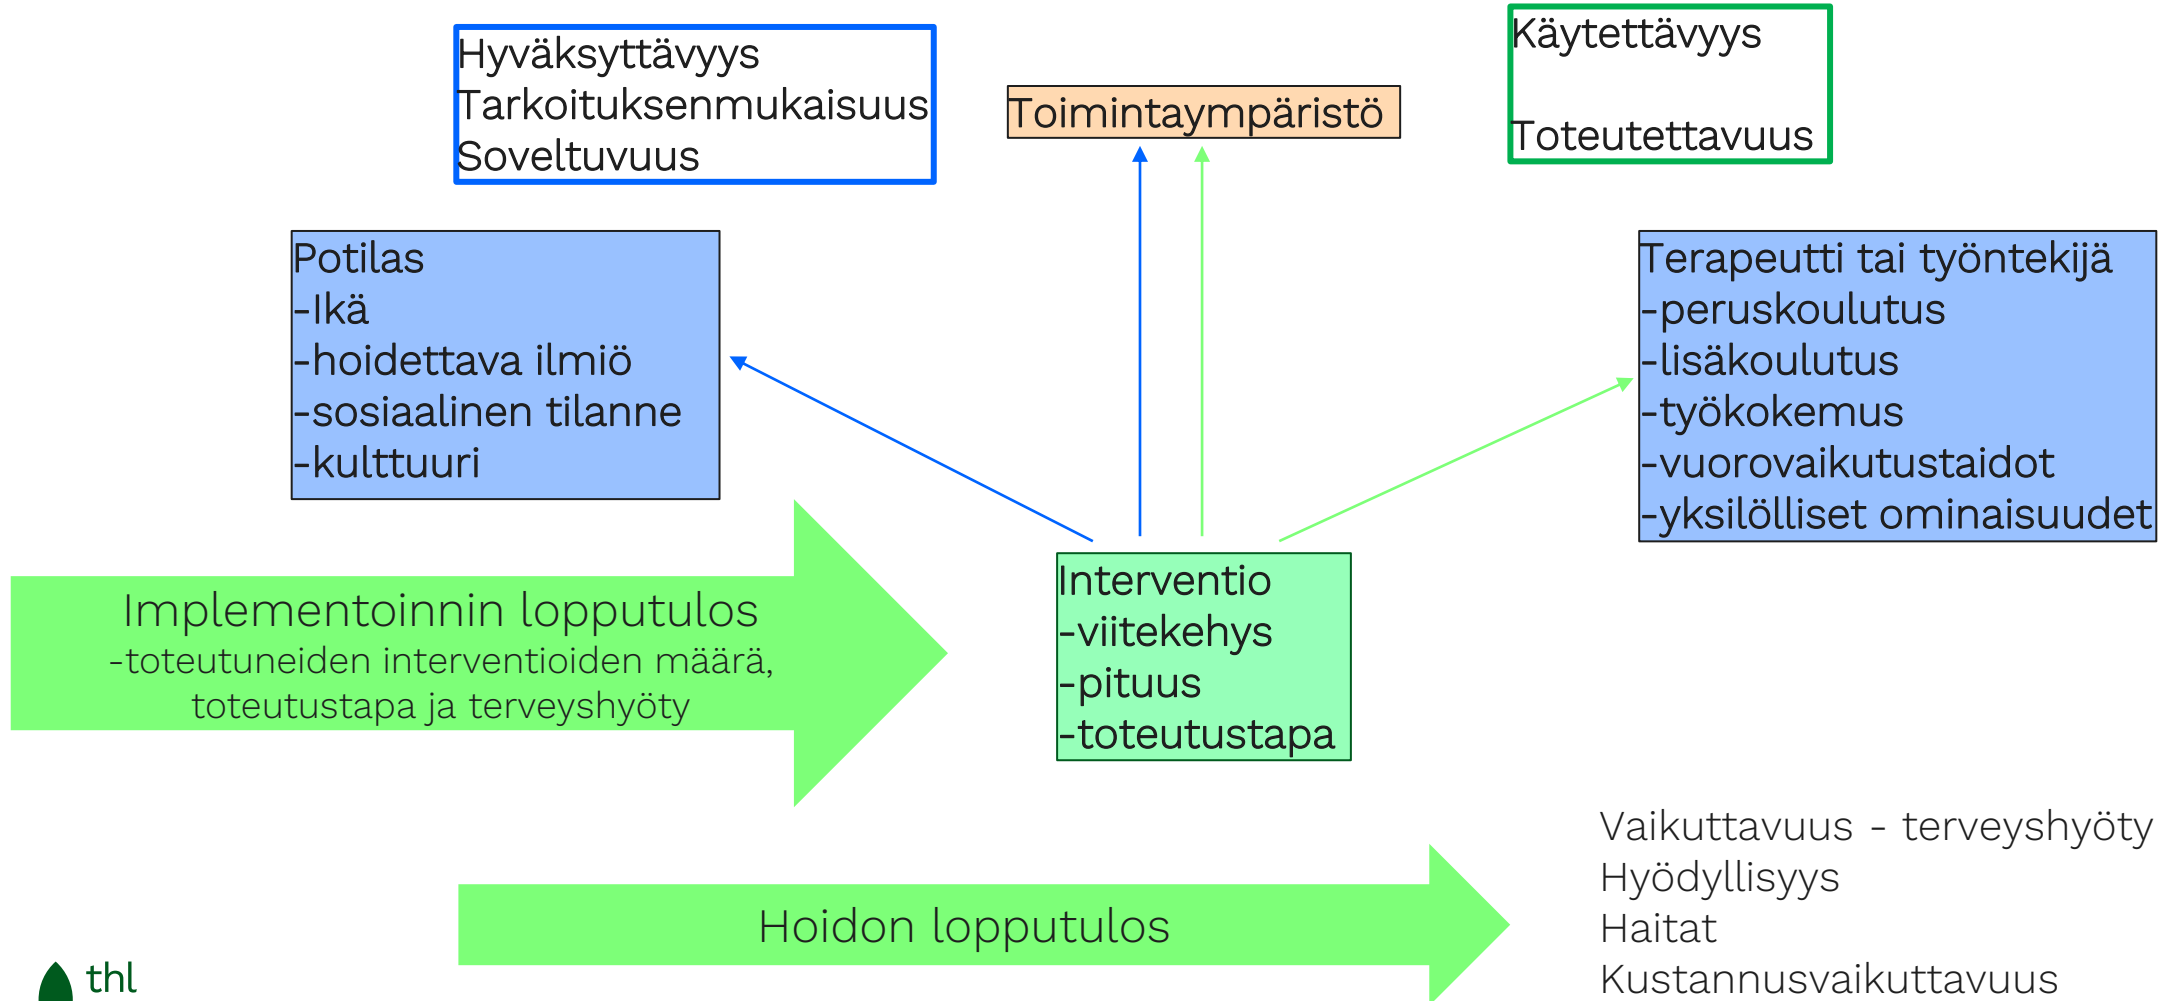 Hyväksyttävyys
Tarkoituksenmukaisuus
Soveltuvuus
Toimintaympäristö
Käytettävyys
Toteutettavuus
Potilas
-Ikä
-hoidettava ilmiö
-sosiaalinen tilanne
-kulttuuri
Terapeutti tai työntekijä
-peruskoulutus
-lisäkoulutus
-työkokemus
-vuorovaikutustaidot
-yksilölliset ominaisuudet
Implementoinnin lopputulos
-toteutuneiden interventioiden määrä,
toteutustapa ja terveyshyöty
Interventio
-viitekehys
-pituus
-toteutustapa
Hoidon lopputulos
Vaikuttavuus - terveyshyöty
Hyödyllisyys
Haitat
Kustannusvaikuttavuus
thl